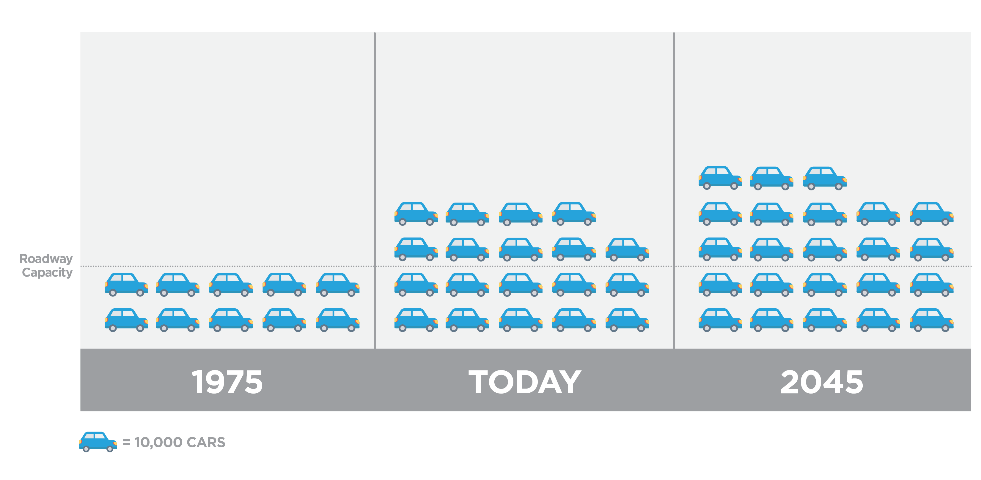 Roadway
Capacity
1975
TODAY
2045
= 10,000 CARS